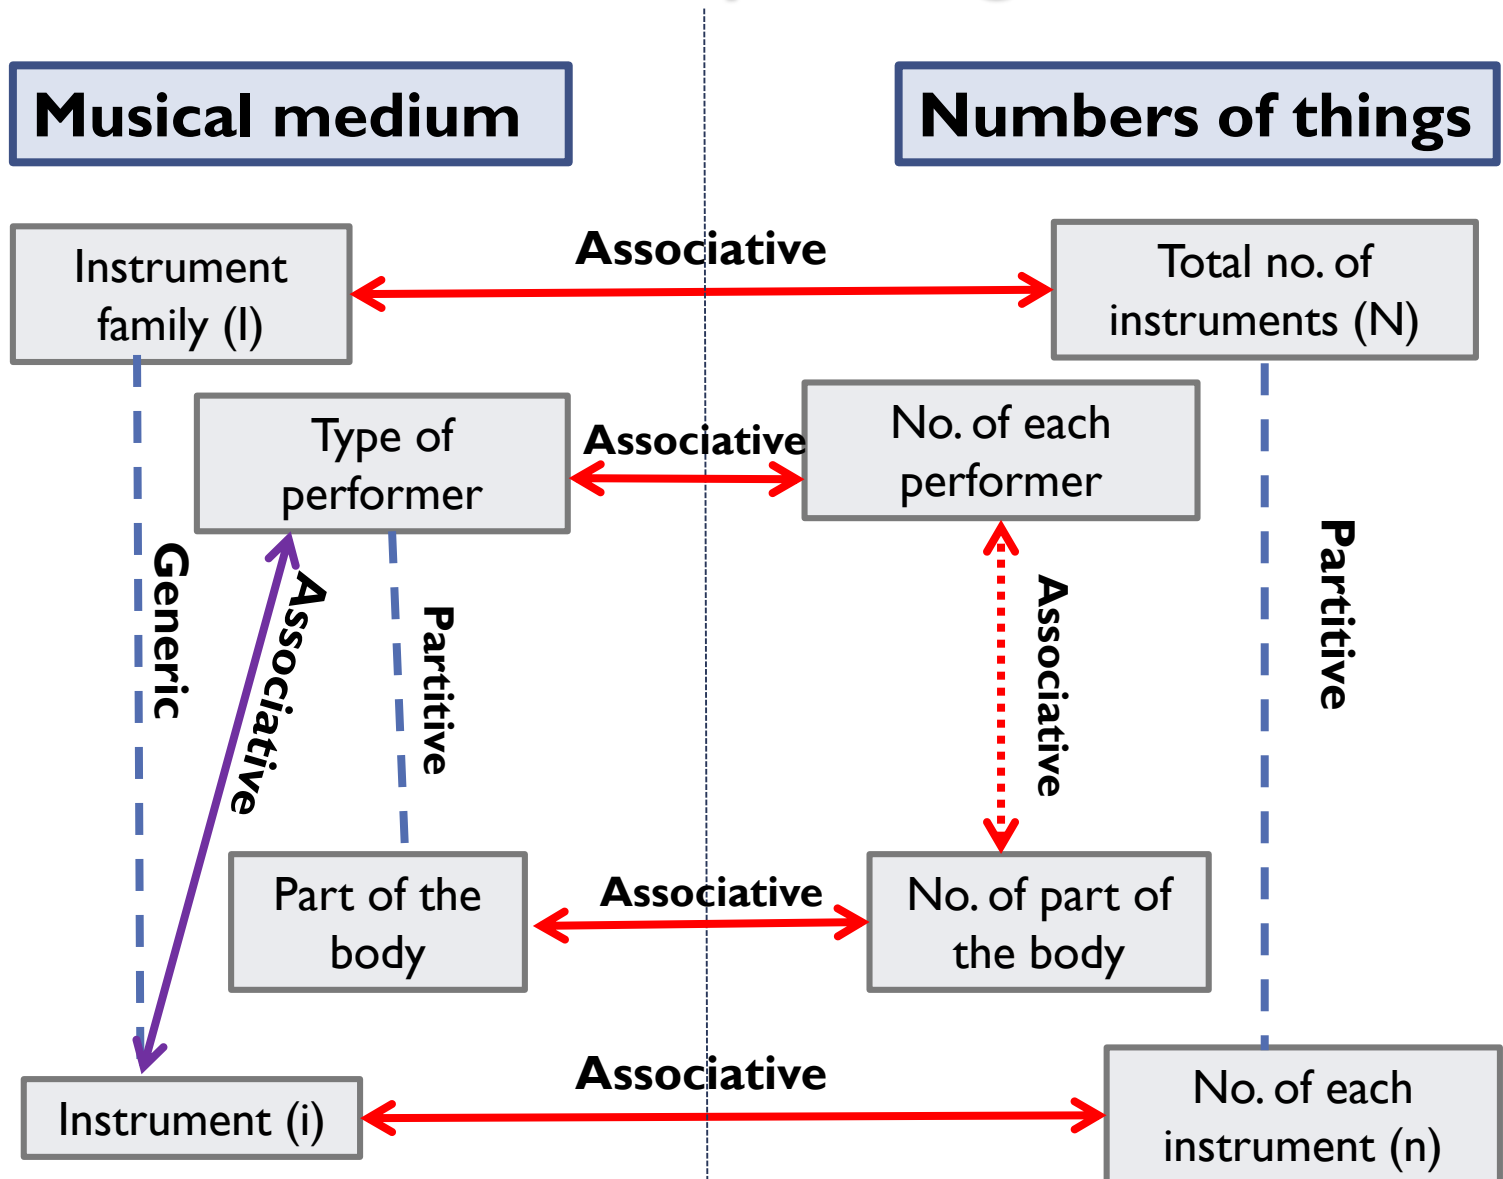 Musical medium
Numbers of things
Instrument
family (I)
Associative
Total no. of
instruments (N)
Type of
performer
Associative
No. of each
performer
Generic
Associative
Partitive
Associative
Partitive
Part of the
body
Associative
No. of part of
the body
Instrument (i)
Associative
No. of each
instrument (n)